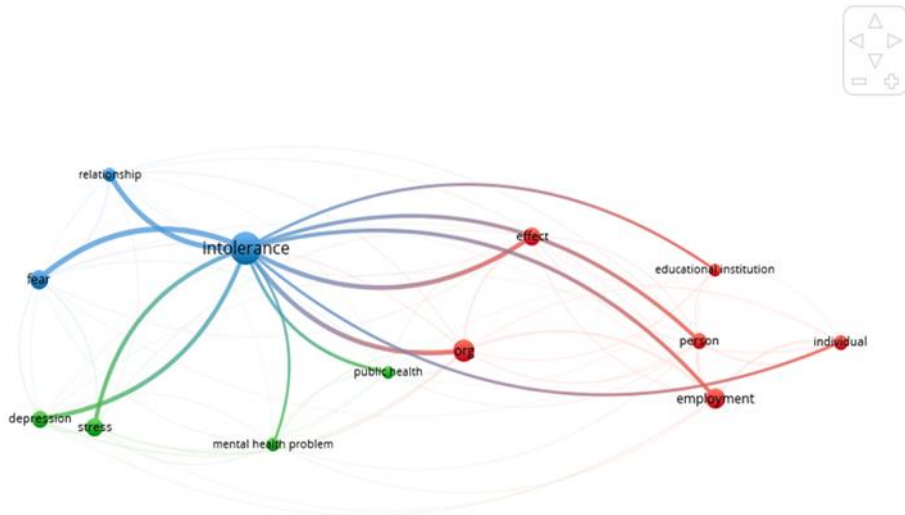 relationship
intolerance
effect
fear
educational institution
person
individual
org
public health
employment
depression
stress
mental health problem